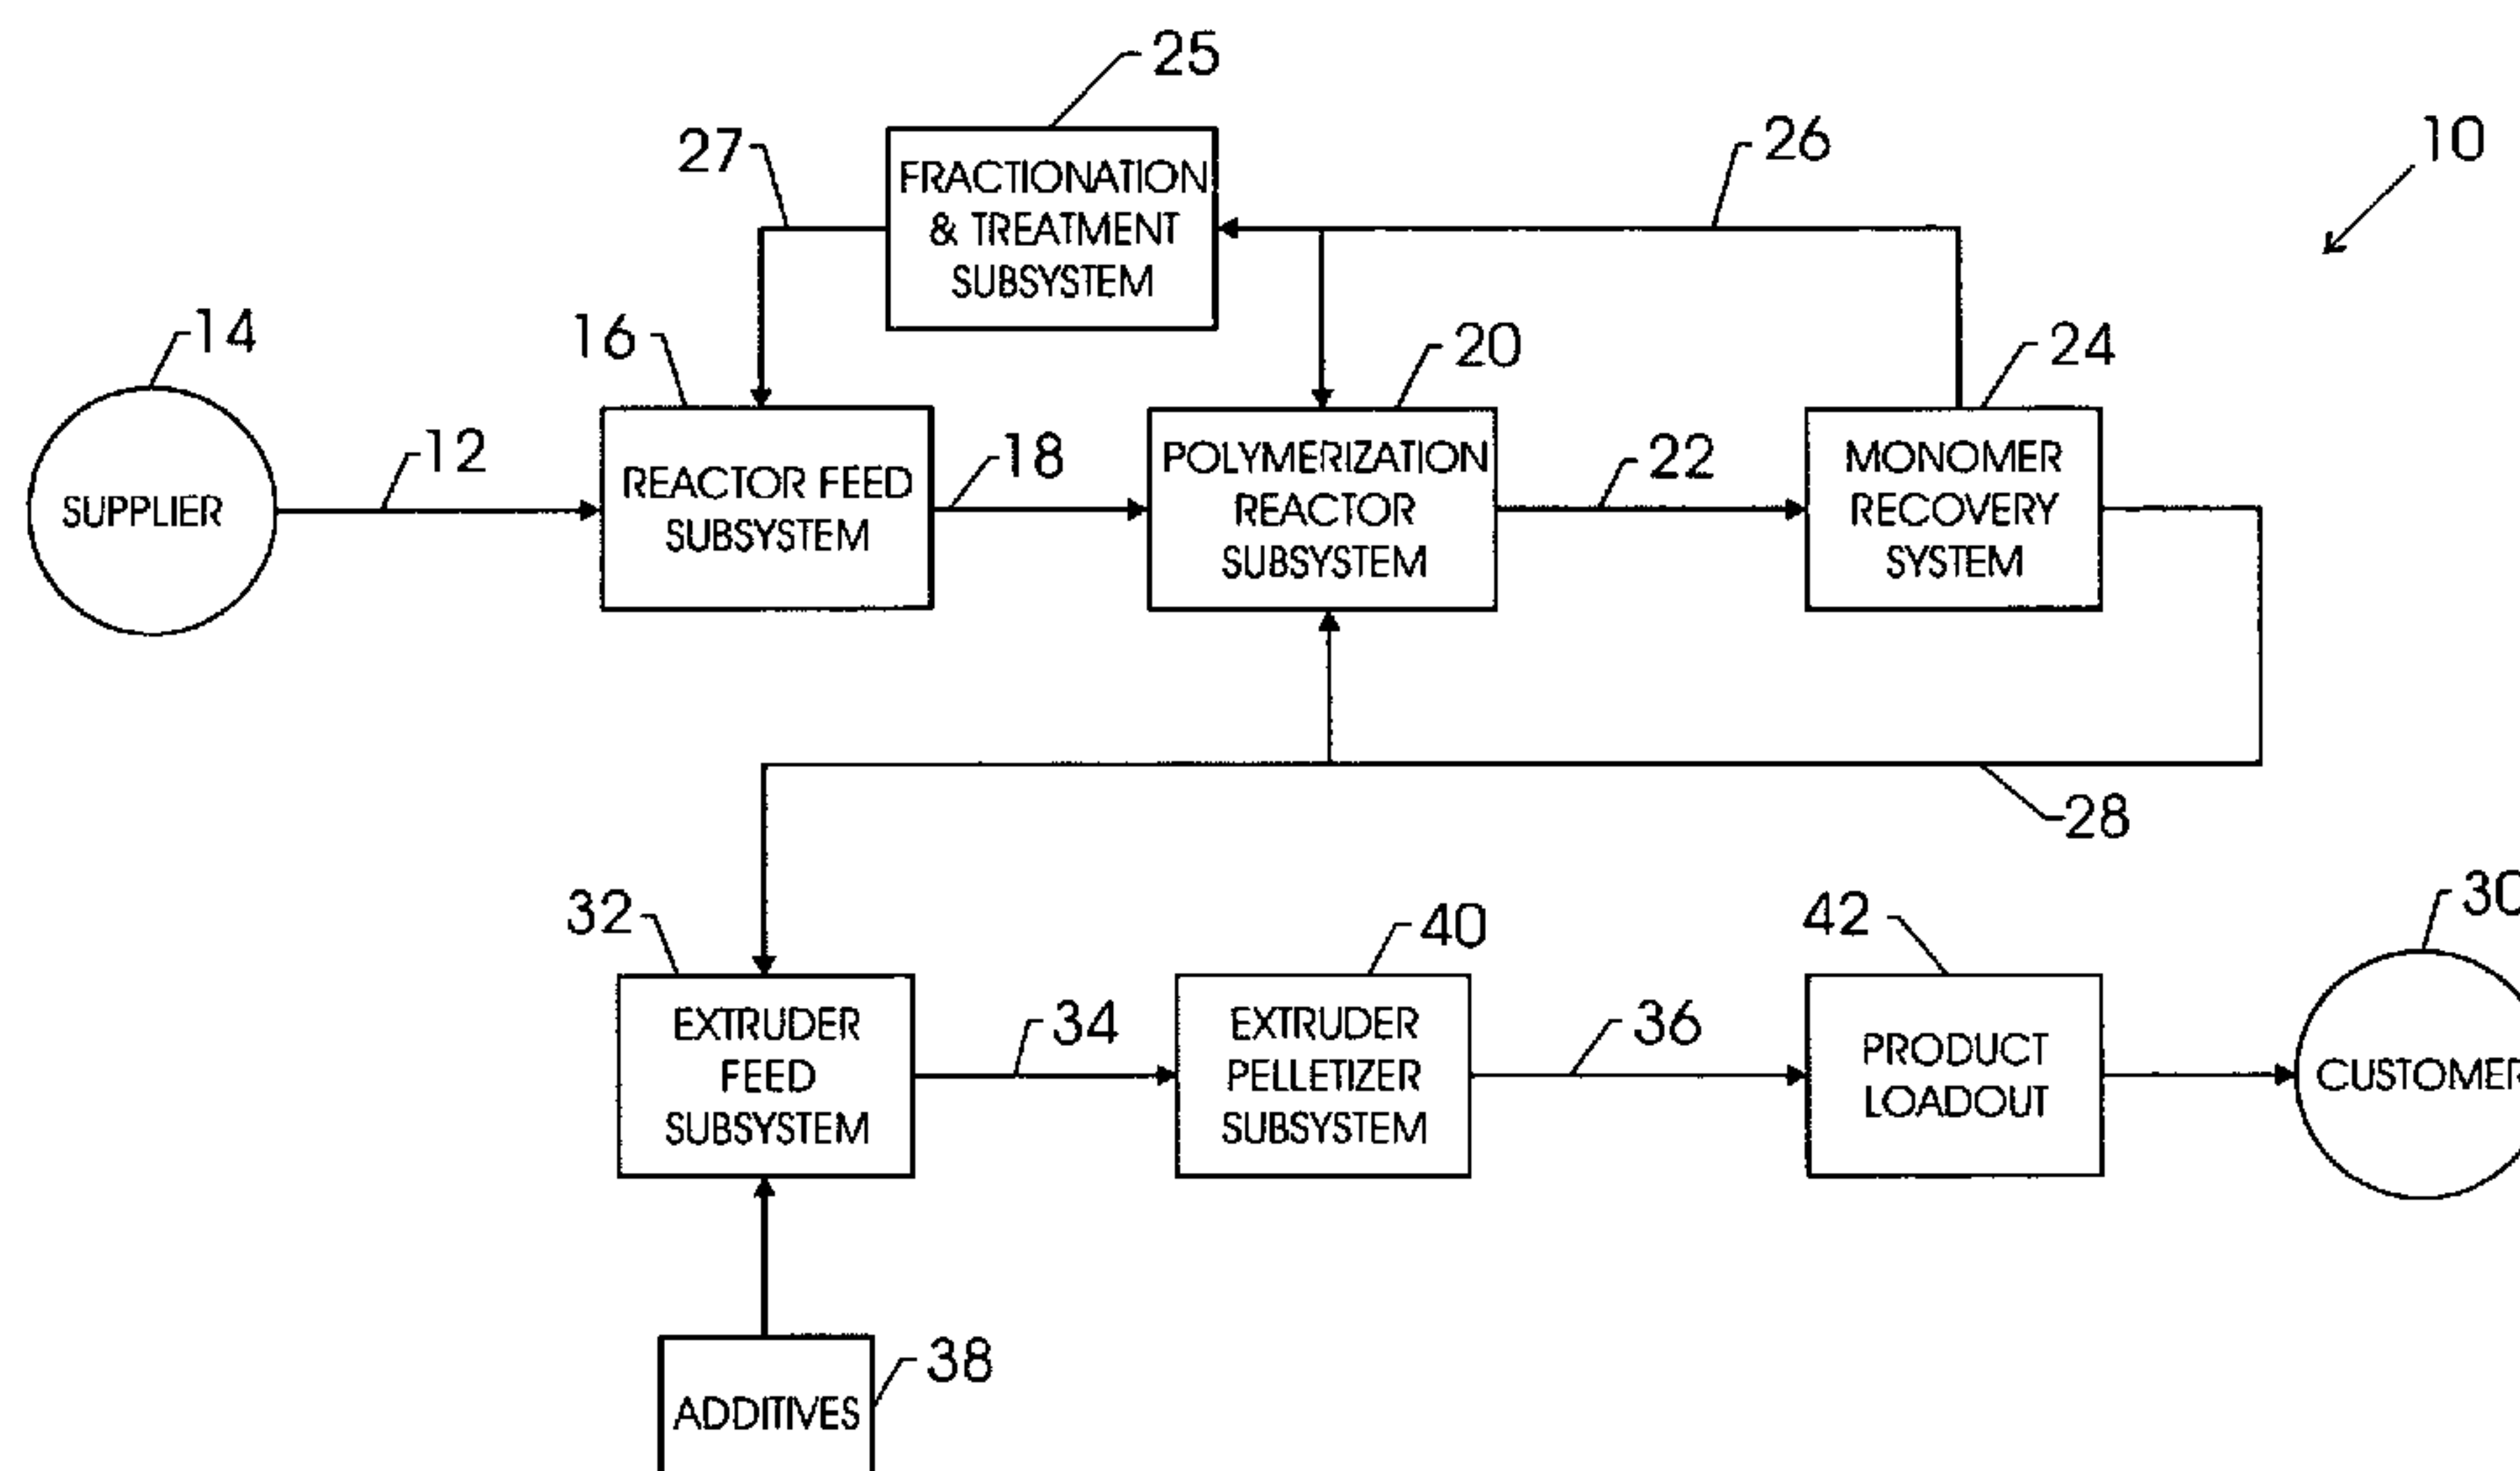 25
27
26
10
FRACTIONATION
& TREATMENT
SUBSYSTEM
14
16
20
24
12
18
22
SUPPLIER
REACTOR FEED
SUBSYSTEM
POLYMERIZATION
REACTOR
SUBSYSTEM
MONOMER
RECOVERY
SYSTEM
28
32
40
42
30
34
36
EXTRUDER
FEED
SUBSYSTEM
EXTRUDER
PELLETIZER
SUBSYSTEM
PRODUCT
LOADOUT
CUSTOMER
38
ADDITIVES